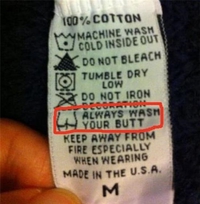 100% COTTON
MACHINE WASH
COLD INSIDE OUT
DO NOT BLEACH
TUMBLE DRY
LOW
DO NOT IRON
DECORATION
ALWAYS WASH
YOUR BUTT
KEEP AWAY FROM
FIRE ESPECIALLY
WHEN WEARING
MADE IN THE U.S.A.
M